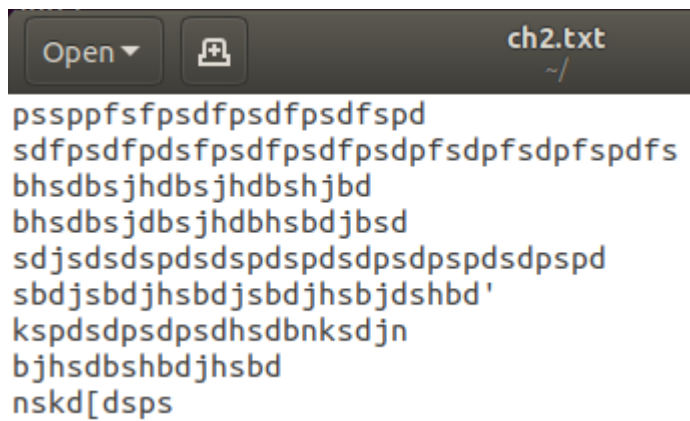 Open
ch2.txt
~/
pssppfsfpsdfpsdfpsdfspd
sdfpsdfpdsfpsdfpsdfpsdpfsdpfsdpfspdfs
bhsdbsjhdbsjhdbshjbd
bhsdbsjdbsjhdbhsbdjbsd
sdjsdsdspdsdspdspdsdpsdpspdsdpspd
sbdjsbdjhsbdjsbdjhsbjdshbd'
kspdsdpsdpsdhsdbnksdjn
bjhsdbshbdjhsbd
nskd[dsps